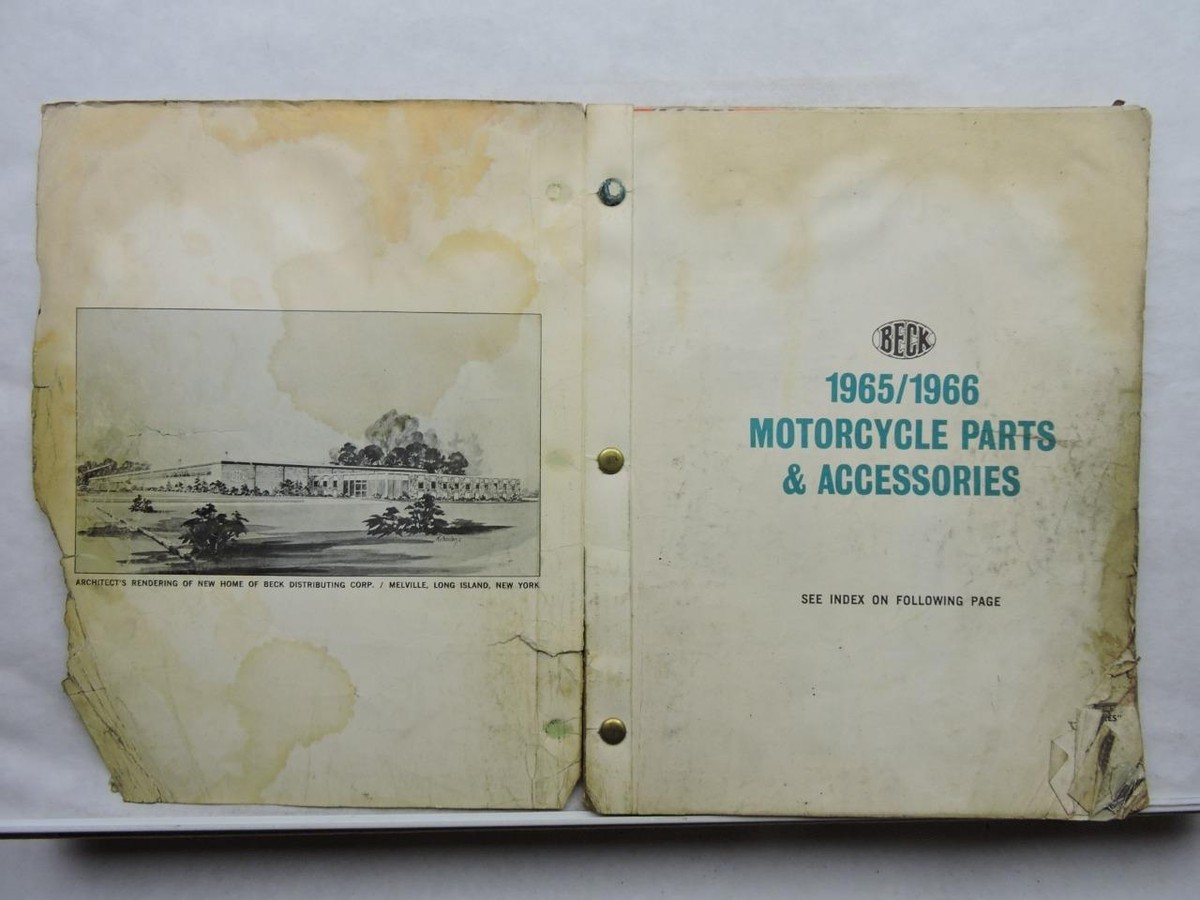 ARCHITECT'S RENDERING OF NEW HOME OF BECK DISTRIBUTING CORP. / MELVILLE, LONG ISLAND, NEW YORK
BECK
1965/1966
MOTORCYCLE PARTS
& ACCESSORIES
SEE INDEX ON FOLLOWING PAGE